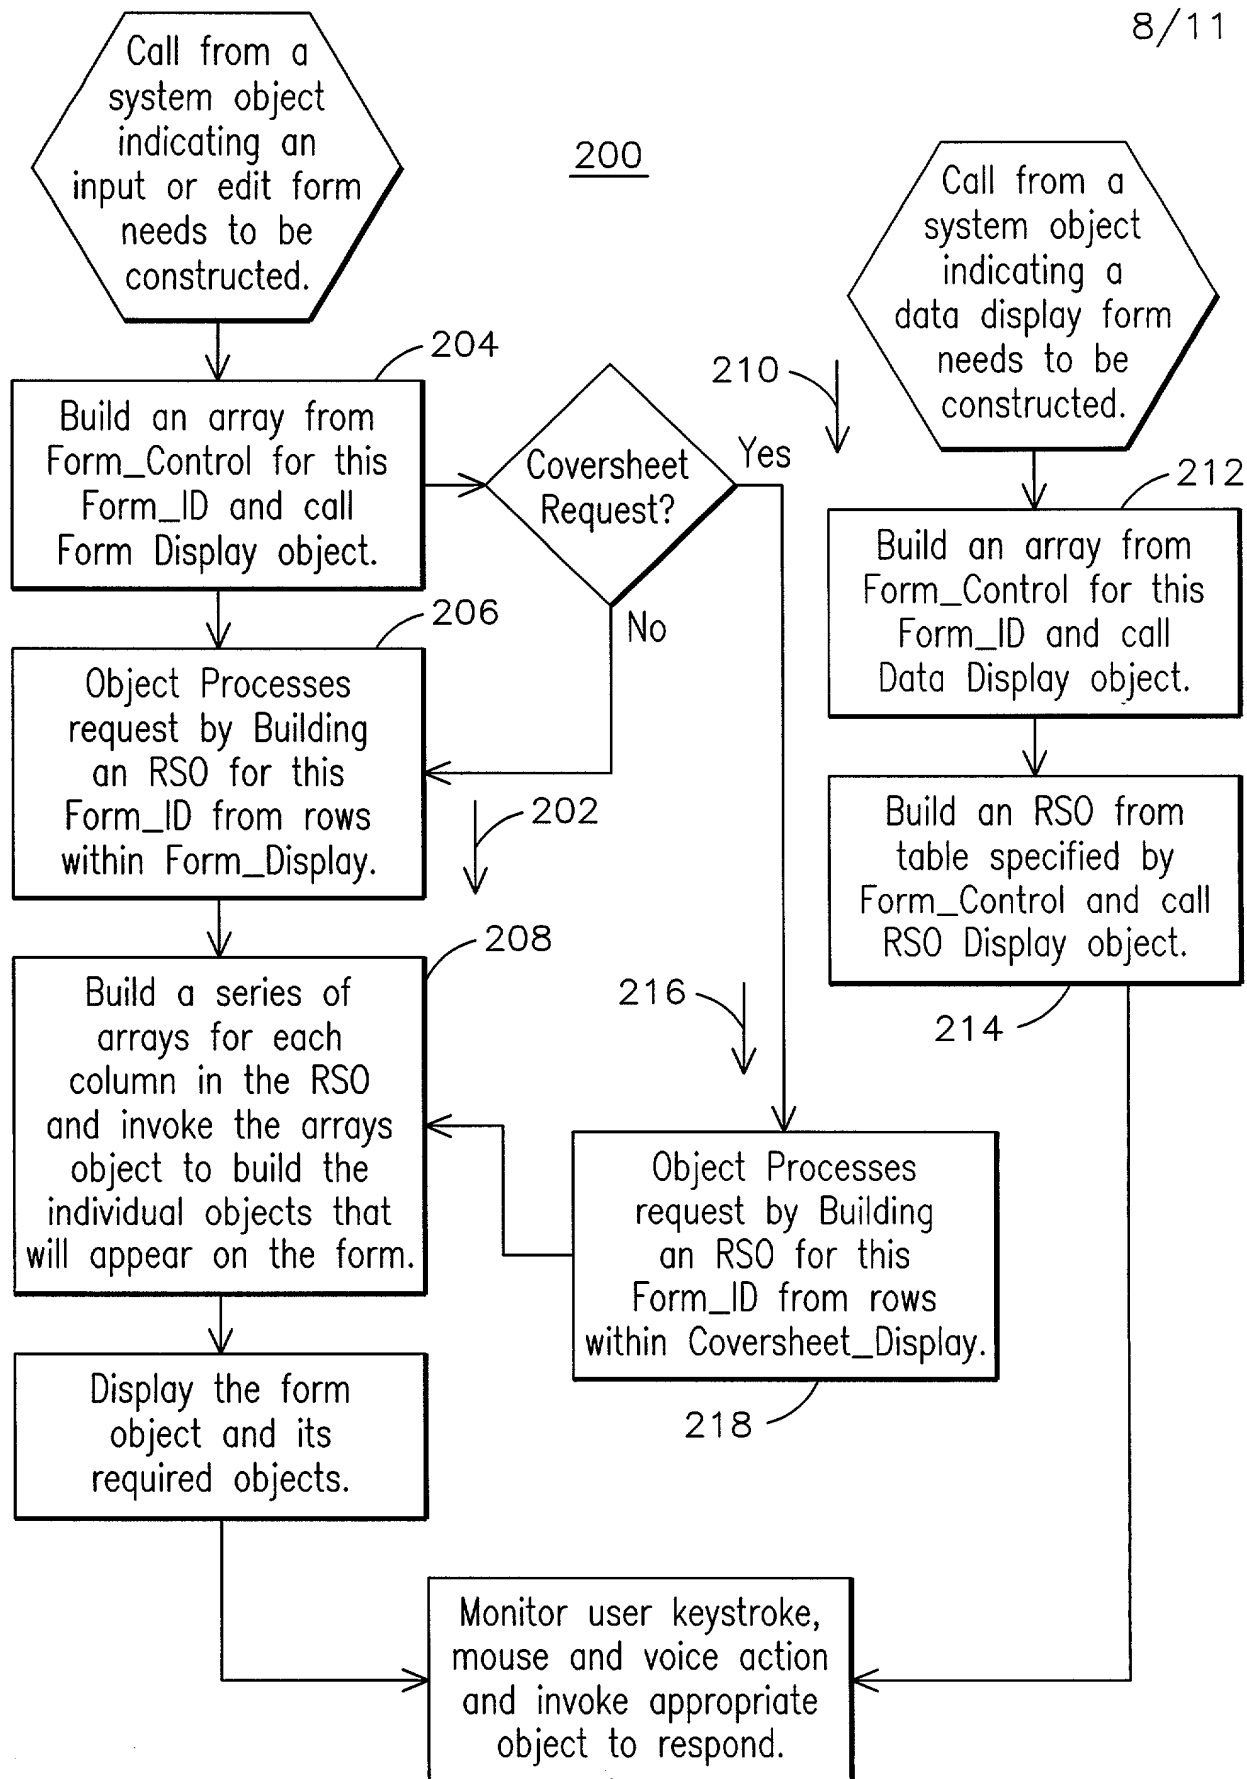 8/11
Call from a
system object
indicating an
input or edit form
needs to be
constructed.
200
Call from a
system object
indicating a
data display form
needs to be
constructed.
204
Build an array from
Form_Control for this
Form_ID and call
Form Display object.
Coversheet
Request?
Yes
No
210
212
Build an array from
Form_Control for this
Form_ID and call
Data Display object.
206
Object Processes
request by Building
an RSO for this
Form_ID from rows
within Form_Display.
202
Build an RSO from
table specified by
Form_Control and call
RSO Display object.
214
208
Build a series of
arrays for each
column in the RSO
and invoke the arrays
object to build the
individual objects that
will appear on the form.
216
Object Processes
request by Building
an RSO for this
Form_ID from rows
within Coversheet_Display.
218
Display the form
object and its
required objects.
Monitor user keystroke,
mouse and voice action
and invoke appropriate
object to respond.